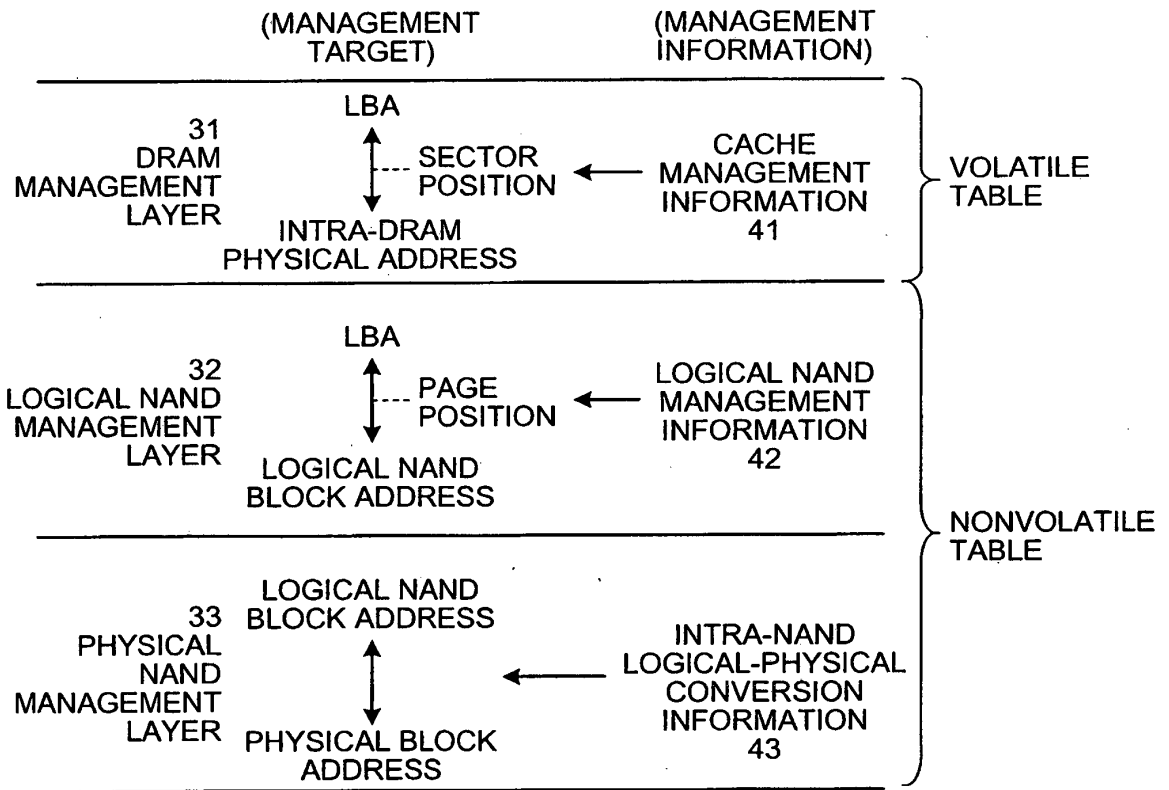 (MANAGEMENT
TARGET)
(MANAGEMENT
INFORMATION)
31
DRAM
MANAGEMENT
LAYER
LBA
SECTOR
POSITION
INTRA-DRAM
PHYSICAL ADDRESS
CACHE
MANAGEMENT
INFORMATION
41
VOLATILE
TABLE
32
LOGICAL NAND
MANAGEMENT
LAYER
LBA
PAGE
POSITION
LOGICAL NAND
BLOCK ADDRESS
LOGICAL NAND
MANAGEMENT
INFORMATION
42
NONVOLATILE
TABLE
33
PHYSICAL
NAND
MANAGEMENT
LAYER
LOGICAL NAND
BLOCK ADDRESS
PHYSICAL BLOCK
ADDRESS
INTRA-NAND
LOGICAL-PHYSICAL
CONVERSION
INFORMATION
43